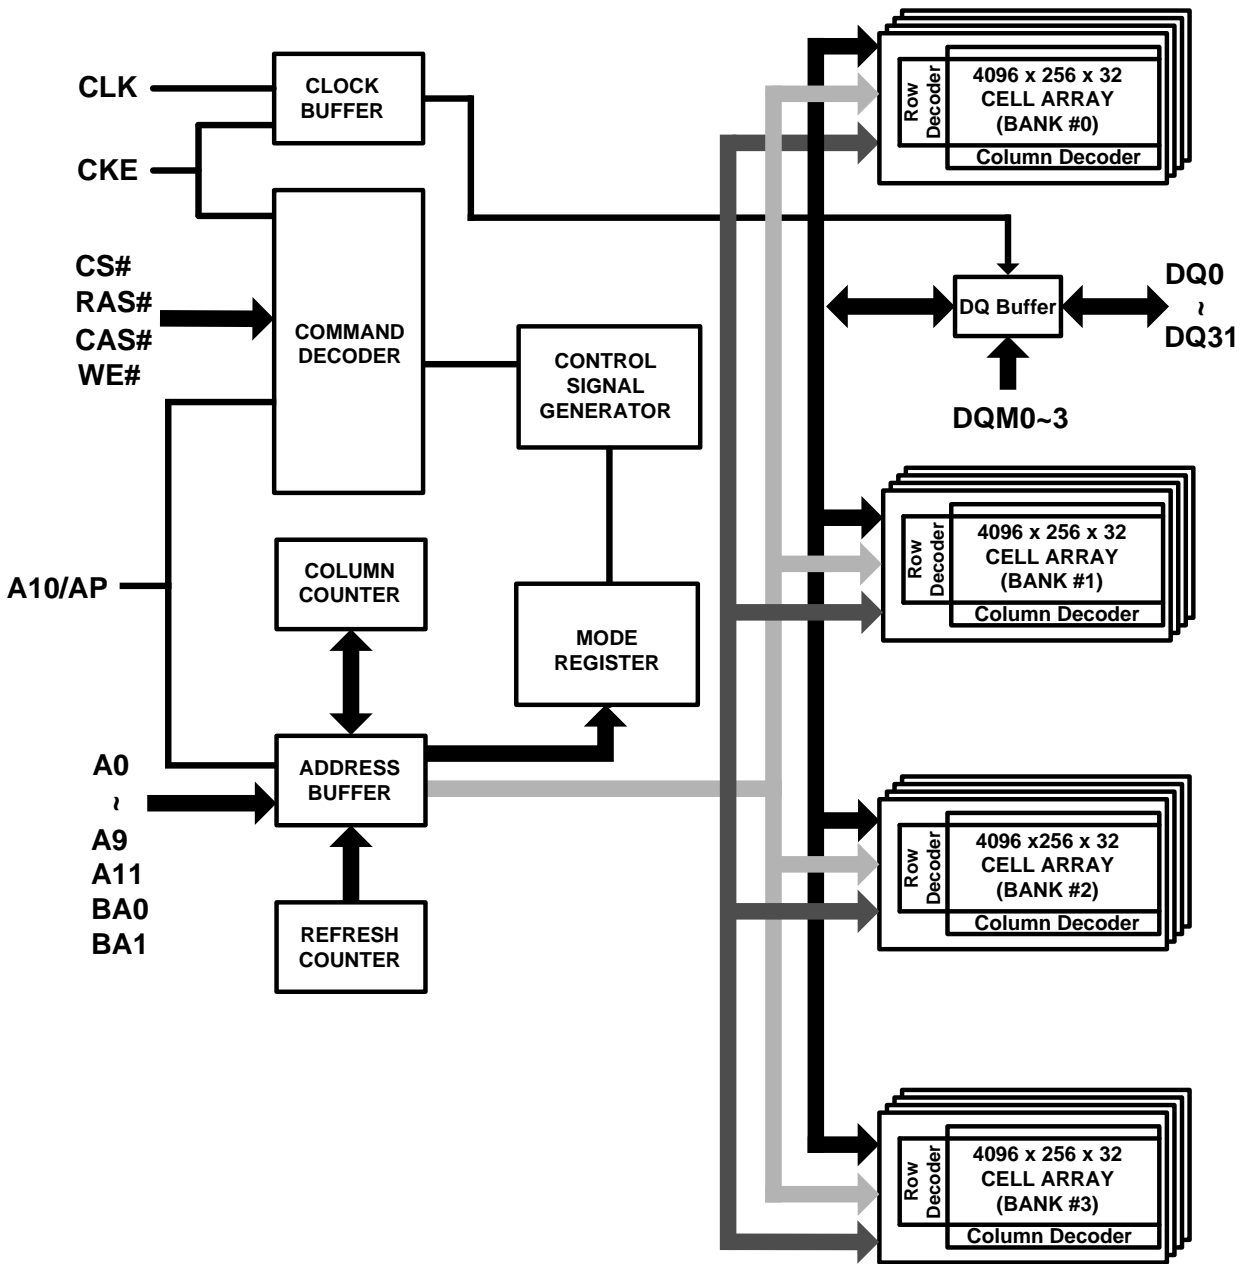 CLK
CKE
CS#
RAS#
CAS#
WE#
A10/AP
A0
~
A9
A11
BA0
BA1
CLOCK
BUFFER
COMMAND
DECODER
CONTROL
SIGNAL
GENERATOR
COLUMN
COUNTER
MODE
REGISTER
ADDRESS
BUFFER
REFRESH
COUNTER
Row
Decoder
4096 x 256 x 32
CELL ARRAY
(BANK #0)
Column Decoder
DQ Buffer
DQ0
~
DQ31
DQM0~3
Row
Decoder
4096 x 256 x 32
CELL ARRAY
(BANK #1)
Column Decoder
Row
Decoder
4096 x256 x 32
CELL ARRAY
(BANK #2)
Column Decoder
Row
Decoder
4096 x 256 x 32
CELL ARRAY
(BANK #3)
Column Decoder